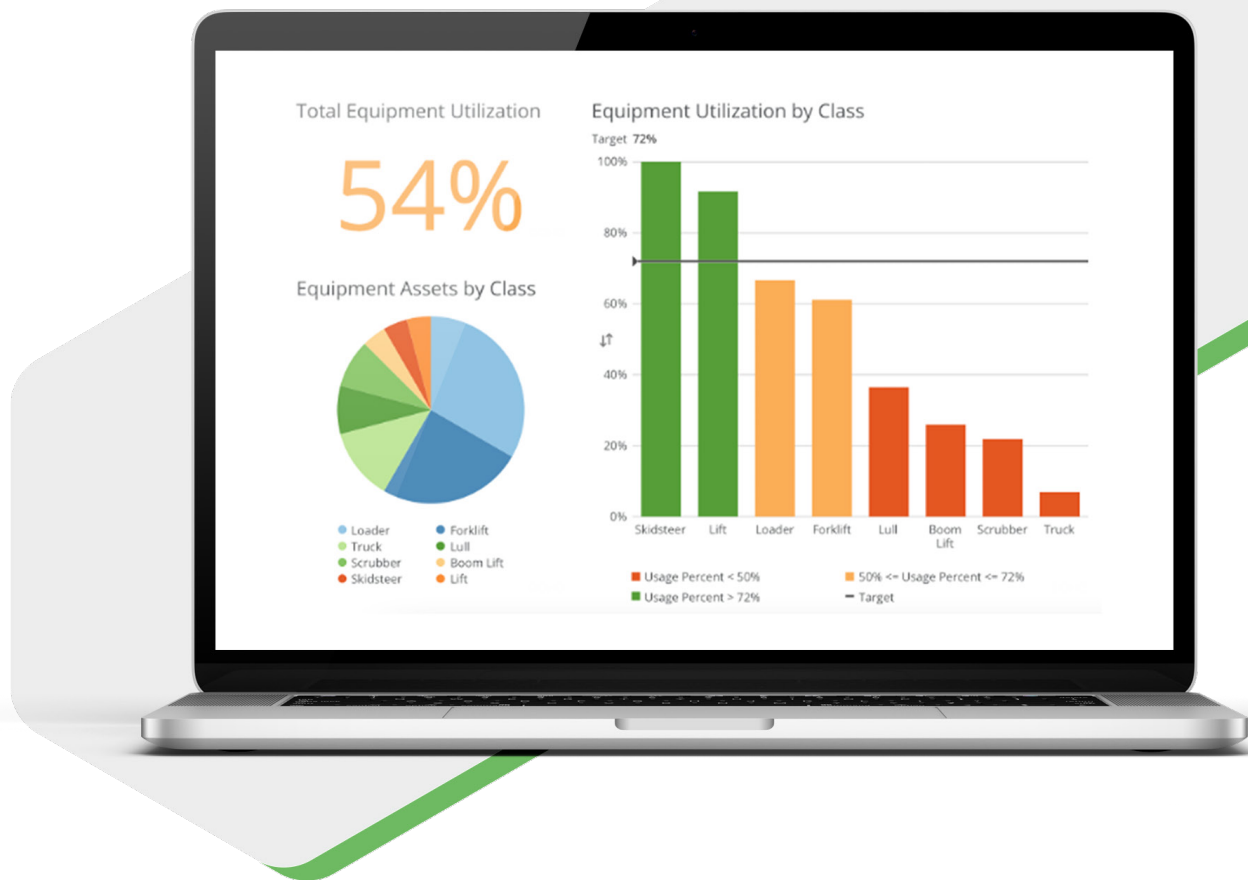 Total Equipment Utilization
54%
Equipment Assets by Class
Loader
Forklift
Truck
Lull
Scrubber
Boom Lift
Skidsteer
Lift
Equipment Utilization by Class
Target 72%
100%
80%
60%
40%
20%
0%
Skidsteer
Lift
Loader
Forklift
Lull
Boom
Lift
Scrubber
Truck
Usage Percent < 50%
50% <= Usage Percent <= 72%
Usage Percent > 72%
Target